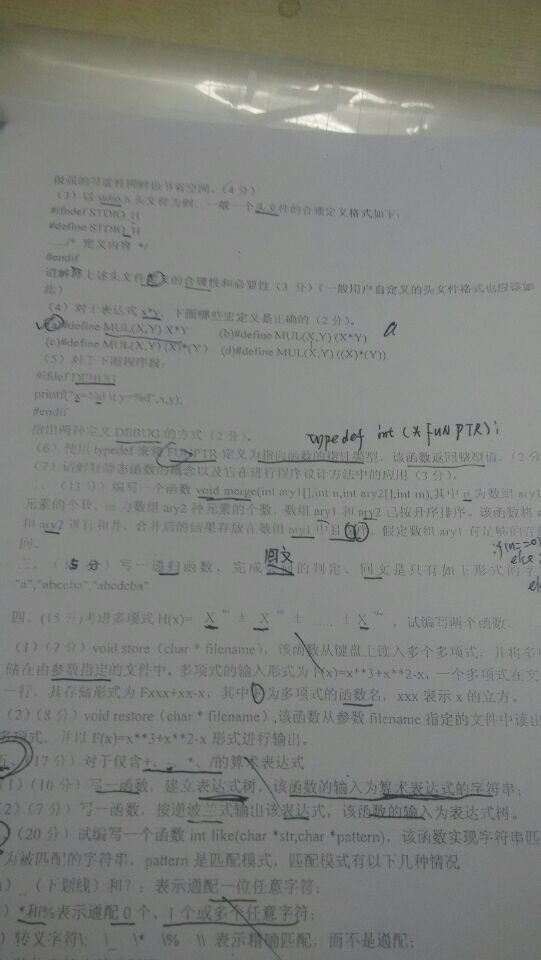 很强的可读性同时也节省空间。(4分)
(3)以 stdio.h 头文件为例,一般一个头文件的合理定义格式如下:
#ifndef STDIO_H
#define STDIO_H
...../* 定义内容 */
#endif
请解释上述头文件定义的合理性和必要性(3 分)(一般用户自定义的头文件格式也应该如
此)
(4)对于表达式 x*y,下面哪些宏定义是正确的(2分)。 a
(a)#define MUL(X,Y) X*Y (b)#define MUL(X,Y) (X*Y)
(c)#define MUL(X,Y) (X)*(Y) (d)#define MUL(X,Y) ((X)*(Y))
(5)对于下面程序段:
#ifdef DEBUG
printf("x=%d \t y=%d",x,y);
#endif
指出两种定义 DEBUG 的方式(2分)。
typedef int (*FUNPTR);
(6)使用 typedef 来将 FUNPTR 定义为指向函数的指针类型,该函数返回整型值。(2分
(7)请解释静态函数的概念以及它在进行程序设计方法中的应用(3分)。
二、(13分)编写一个函数 void merge(int ary1[],int n,int ary2[],int m),其中 n 为数组 ary1
元素的个数,m 为数组 ary2 种元素的个数,数组 ary1 和 ary2 已按升序排序。该函数将 a
和 ary2 进行和并,合并后的结果存放在数组 ary1 中且 ,假定数组 ary1 有足够的存
间。
if(n==0)
else
回文
三、(15分)写一递归函数,完成 的判定、回文是只有如下形式的字
"a","abccba","abcdcba"
四、(15分)考虑多项式 H(x)= X ± X ± …… ± X ,试编写两个函数.
(1)(7分)void store(char * filename),该函数从键盘上读入多个多项式,并将
储在由参数指定的文件中。多项式的输入形式为 F(x)=x**3+x**2-x,一个多项式在文
一行,其存储形式为 Fxxx+xx-x,其中 F 为多项式的函数名,xxx 表示 x 的立方。
(2)(8分)void restore(char * filename),该函数从参数 filename 指定的文件中读出
多项式,并以 F(x)=x**3+x**2-x 形式进行输出。
五、(17分)对于仅含+、-、*、/的算术表达式
(1)(10分)写一函数,建立表达式树,该函数的输入为算术表达式的字符串;
(2)(7分)写一函数,按逆波兰式输出该表达式,该函数的输入为表达式树。
(20分)试编写一个函数 int like(char *str,char *pattern),该函数实现字符串匹
为被匹配的字符串,pattern 是匹配模式,匹配模式有以下几种情况
) _(下划线)和?:表示通配一位任意字符;
) *和%表示通配 0 个、1 个或多个任意字符;
) 转义字符\: \_ \* \% \\ 表示精确匹配,而不是通配;